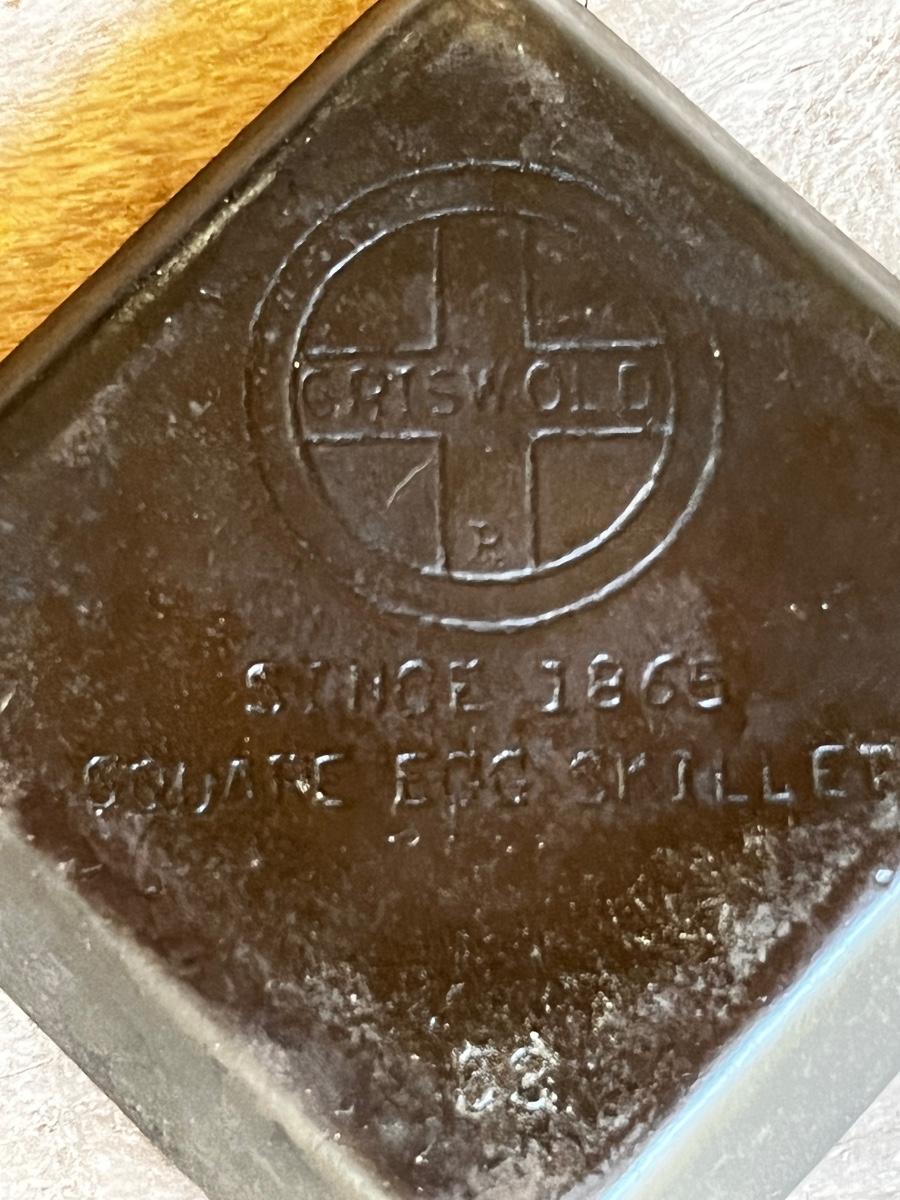 GRISWOLD
R
SINCE 1865
SQUARE EGG SKILLET